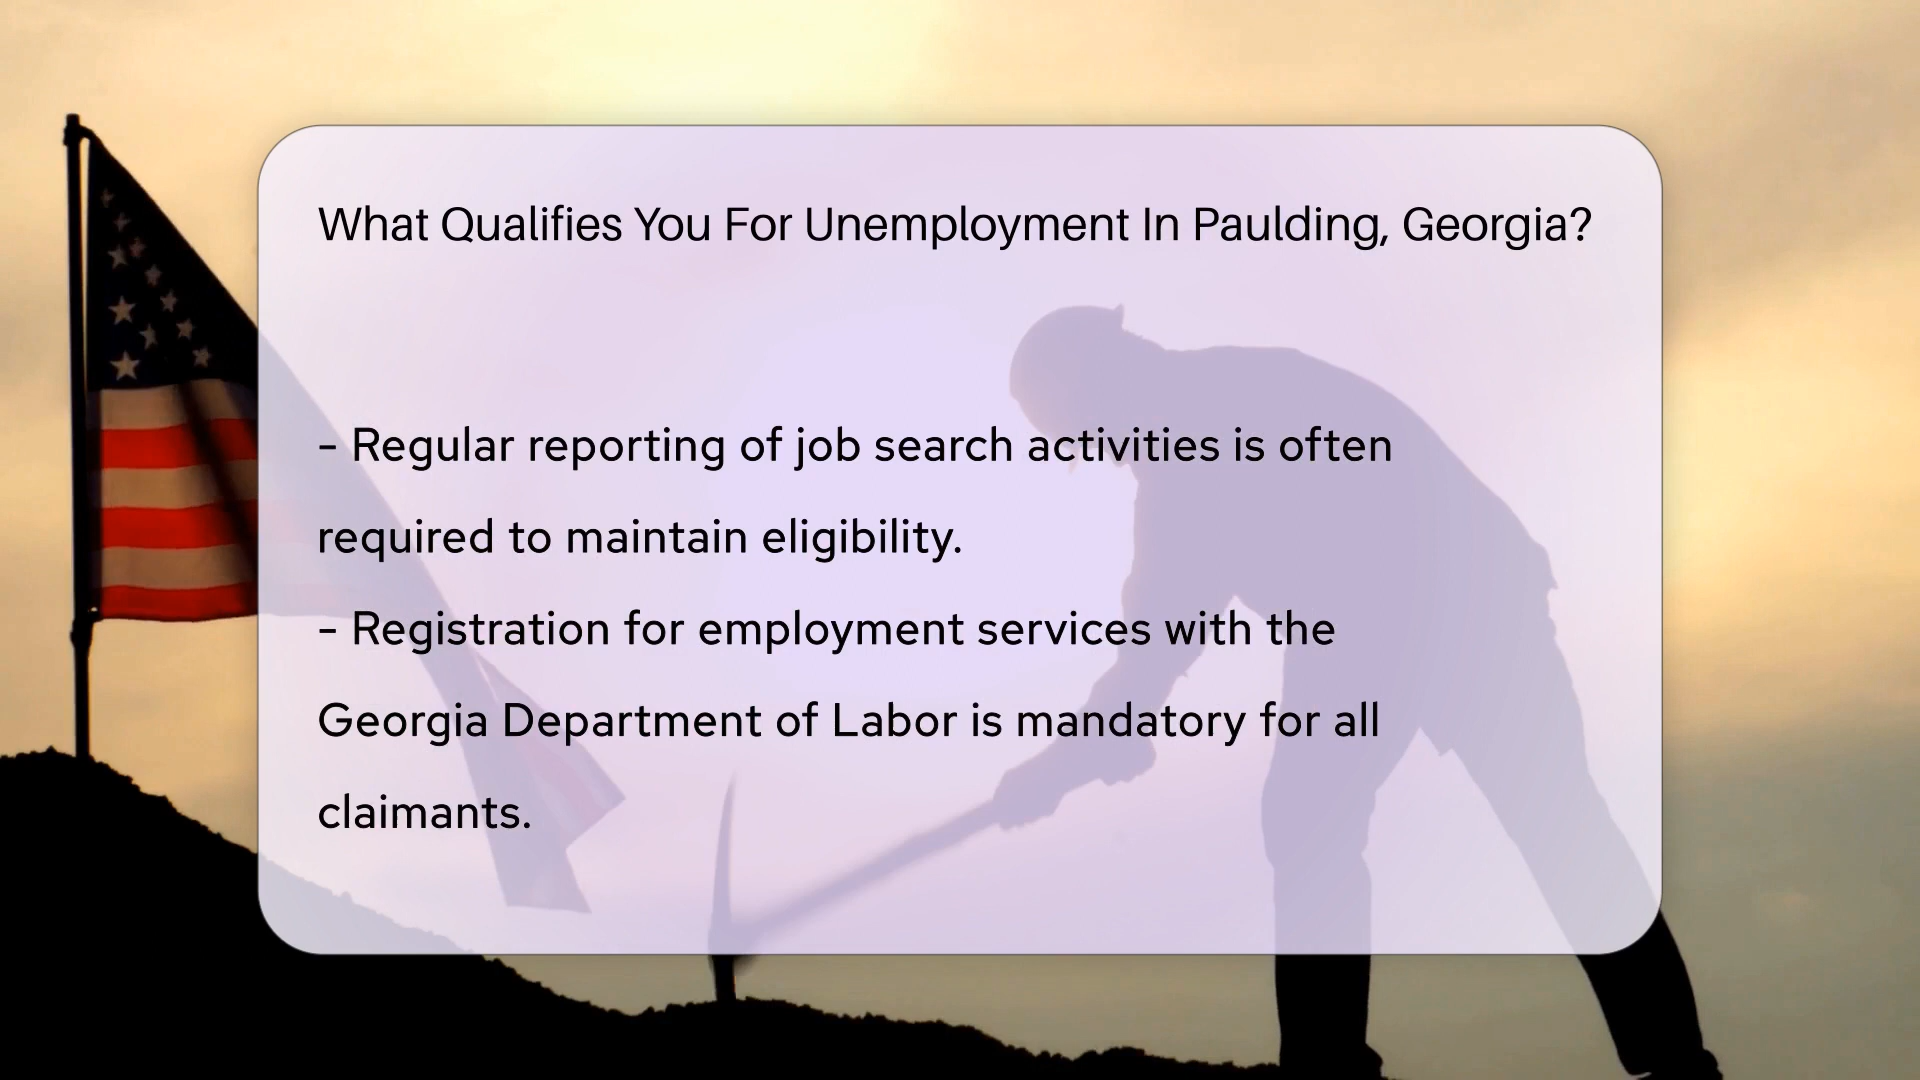 What Qualifies You For Unemployment In Paulding, Georgia?
- Regular reporting of job search activities is often
required to maintain eligibility.
- Registration for employment services with the
Georgia Department of Labor is mandatory for all
claimants.